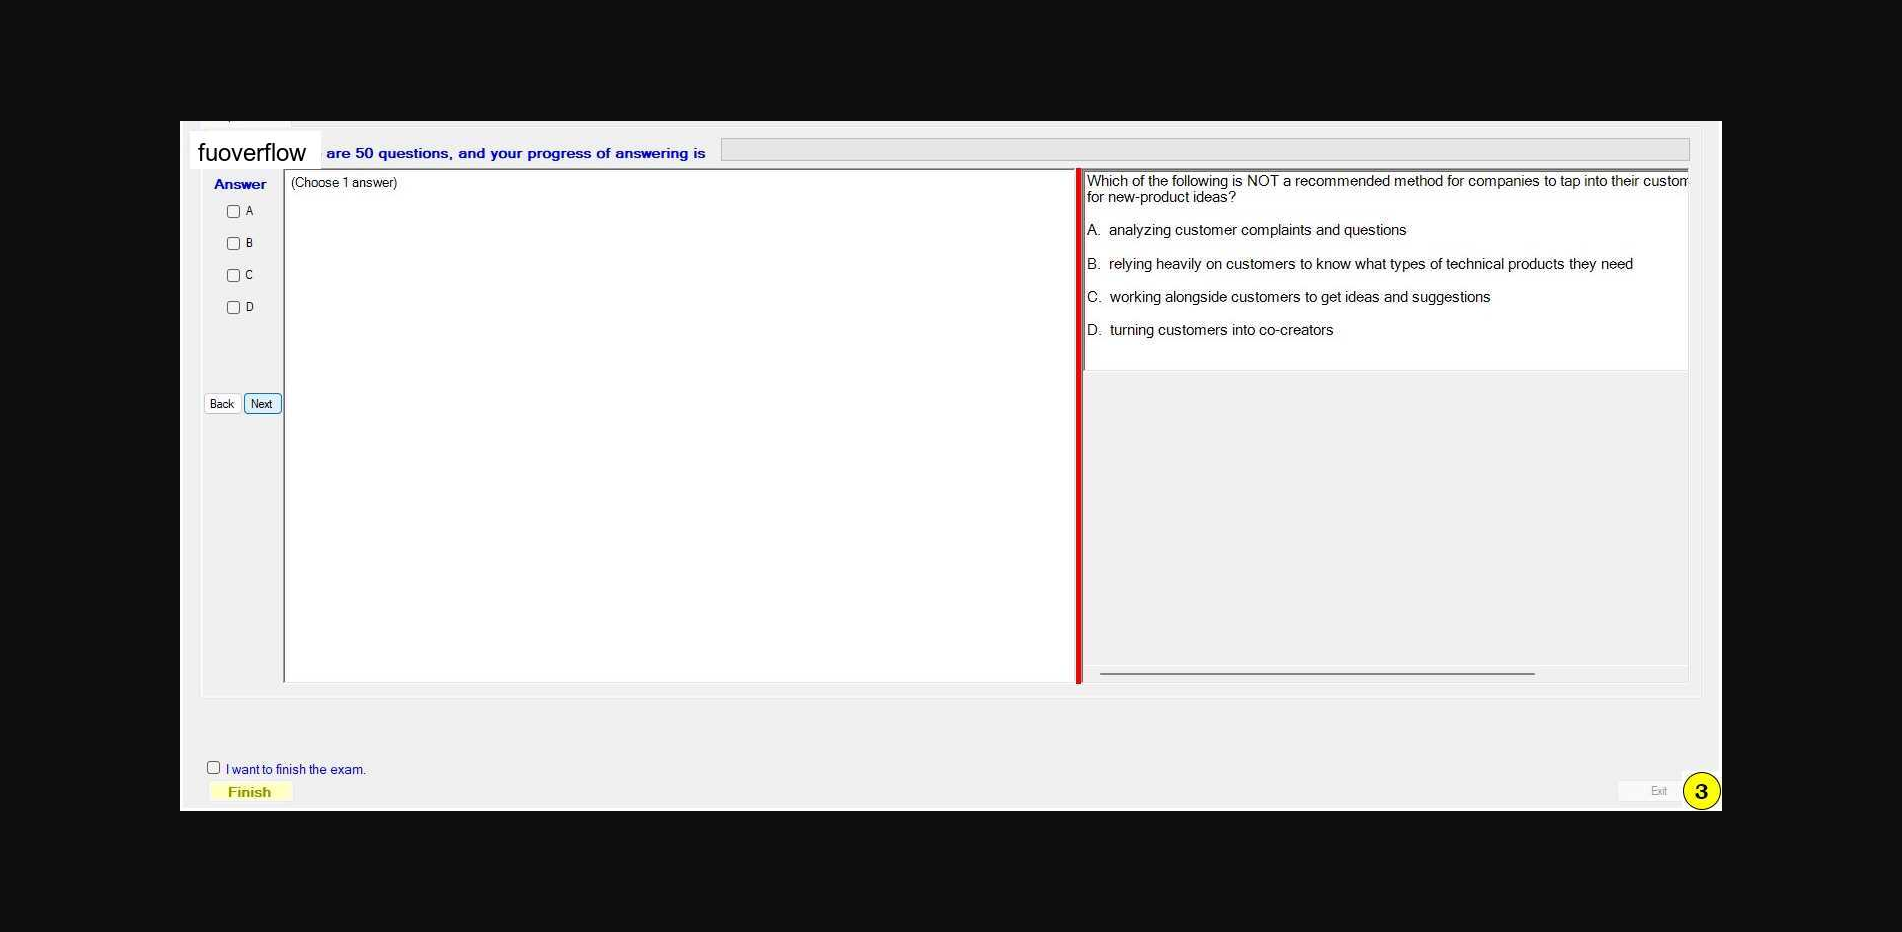 fuoverflow are 50 questions, and your progress of answering is
Answer
(Choose 1 answer)
A
B
C
D
Back Next
Which of the following is NOT a recommended method for companies to tap into their custom
for new-product ideas?
A. analyzing customer complaints and questions
B. relying heavily on customers to know what types of technical products they need
C. working alongside customers to get ideas and suggestions
D. turning customers into co-creators
I want to finish the exam.
Finish
Exit
3